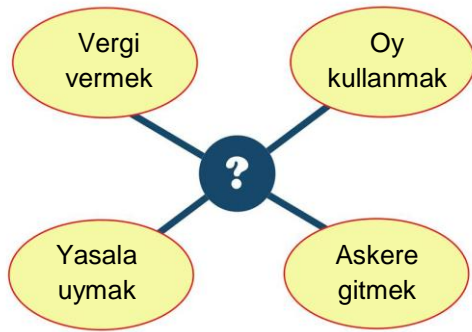 Vergi
vermek
Oy
kullanmak
?
Yasala
uymak
Askere
gitmek